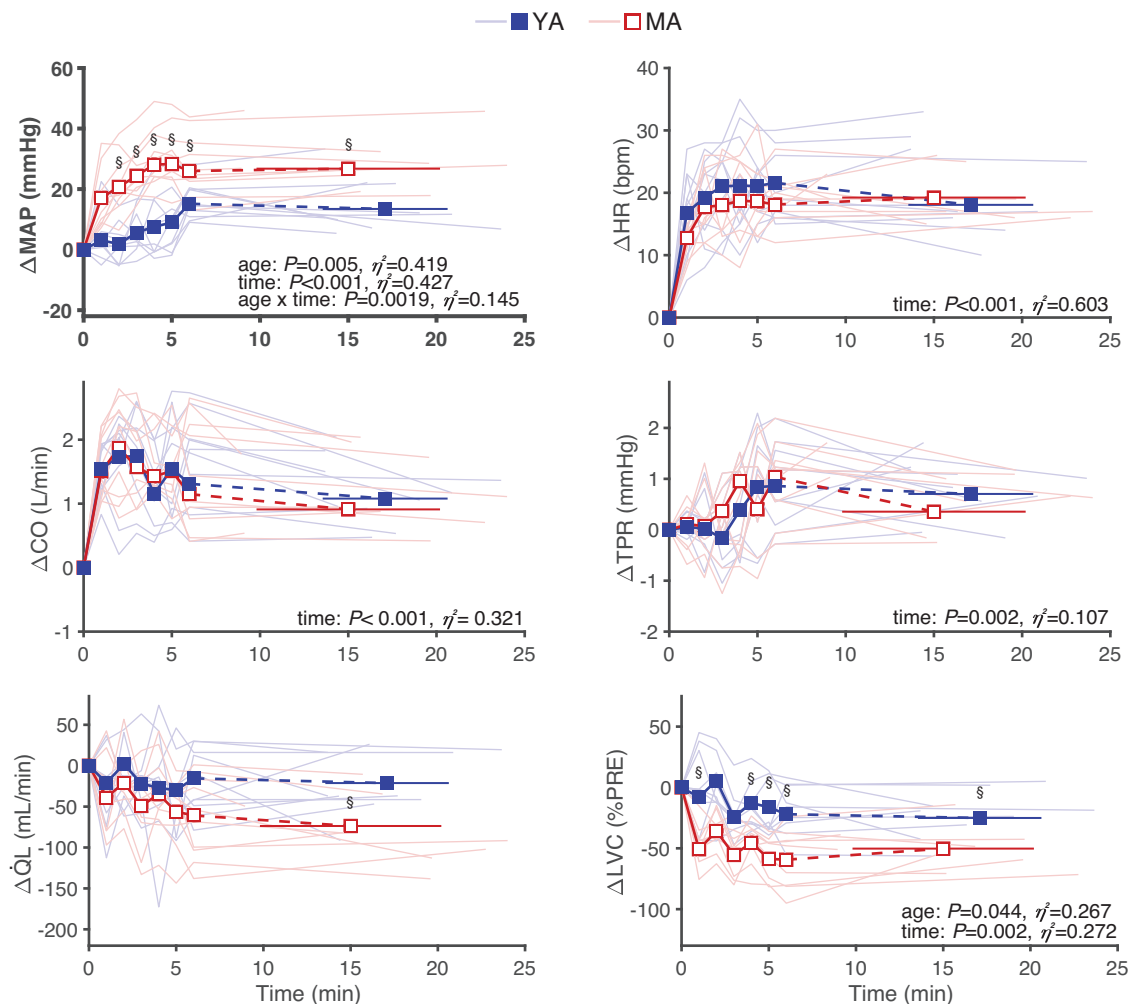 YA MA
ΔMAP (mmHg)
60
40
20
0
-20
§ § § § § §
age: P=0.005, η²=0.419
time: P<0.001, η²=0.427
age x time: P=0.0019, η²=0.145
0 5 10 15 20 25
ΔHR (bpm)
40
30
20
10
0
time: P<0.001, η²=0.603
0 5 10 15 20 25
ΔCO (L/min)
2
1
0
-1
time: P< 0.001, η²= 0.321
0 5 10 15 20 25
ΔTPR (mmHg)
2
1
0
-1
-2
time: P=0.002, η²=0.107
0 5 10 15 20 25
ΔQ̇L (mL/min)
50
0
-50
-100
-150
-200
§
0 5 10 15 20 25
Time (min)
ΔLVC (%PRE)
50
0
-50
-100
§ § § § §
age: P=0.044, η²=0.267
time: P=0.002, η²=0.272
0 5 10 15 20 25
Time (min)